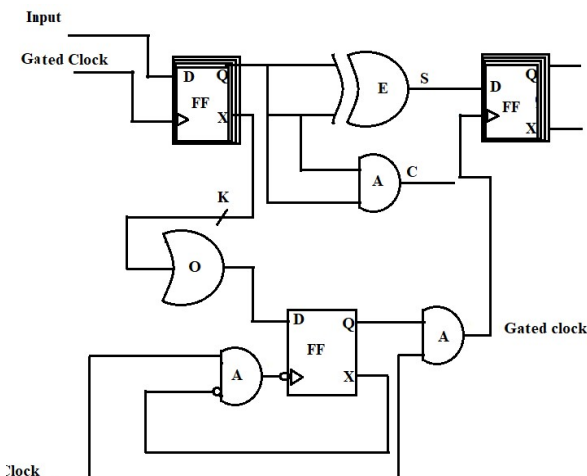 Input
Gated Clock
D
Q
FF
X
E
S
D
Q
FF
X
A
C
K
O
D
Q
FF
X
A
A
Gated clock
Clock